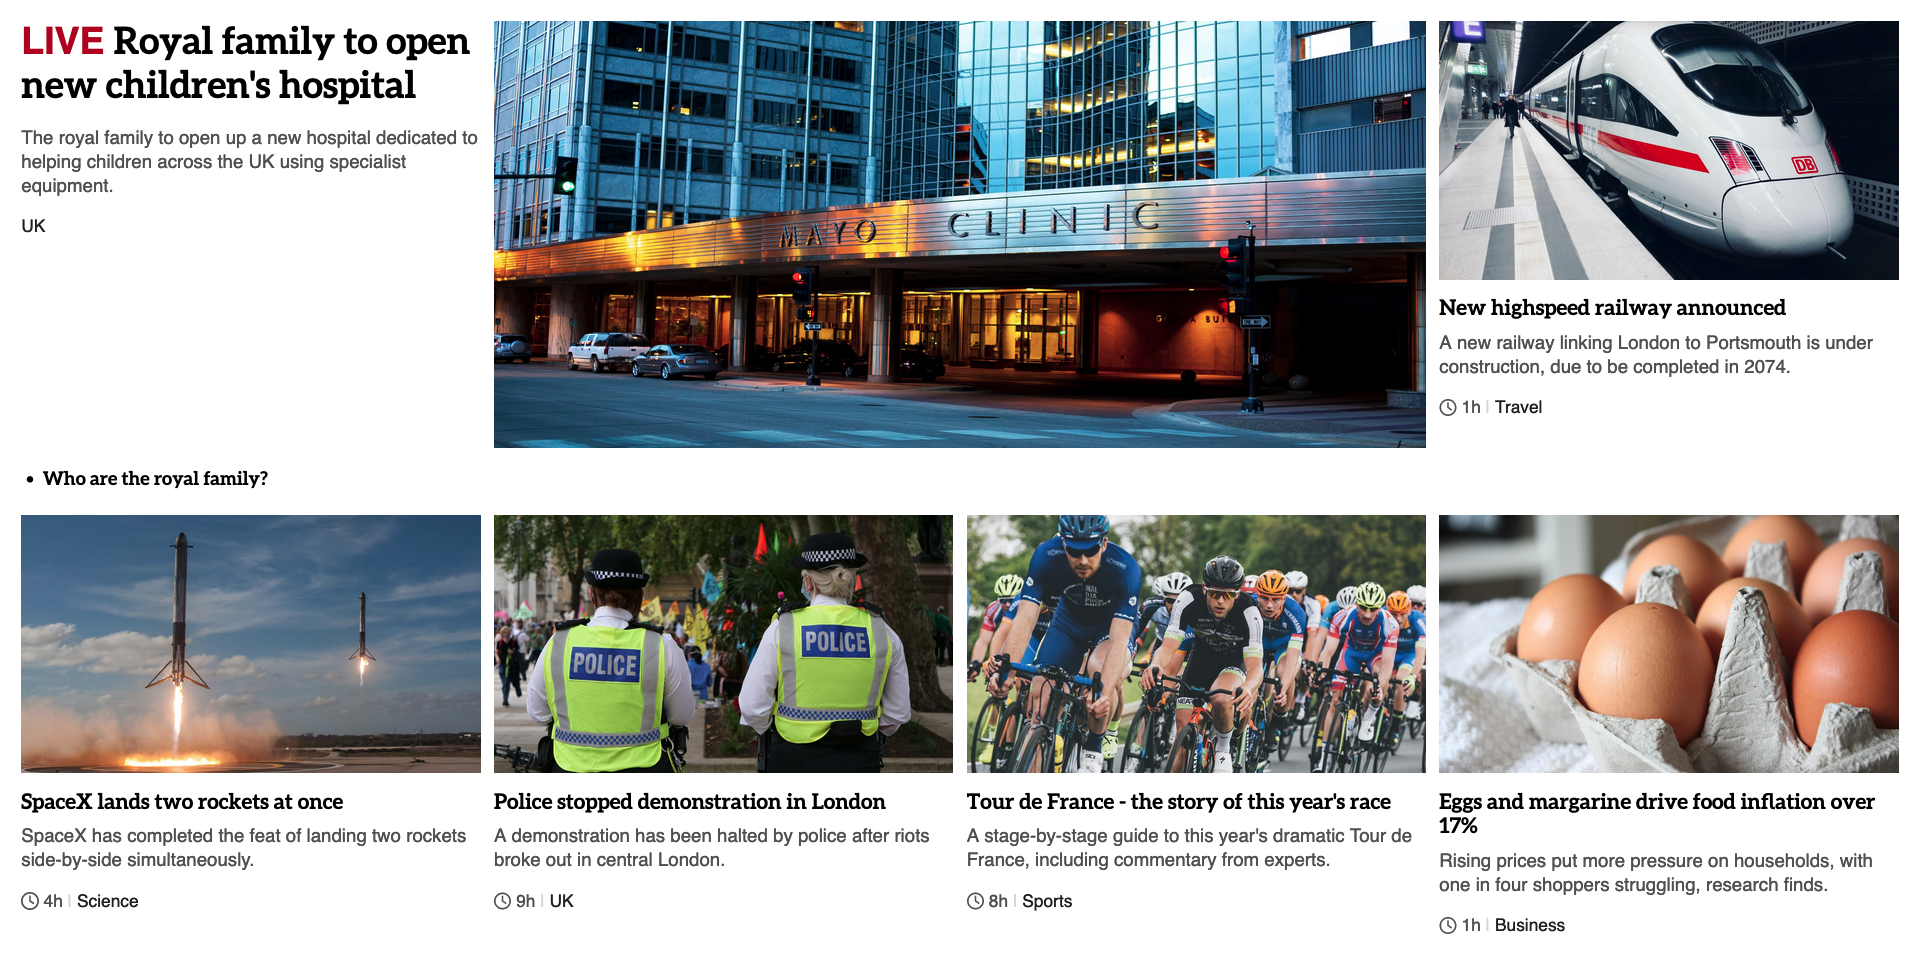 LIVE Royal family to open
new children's hospital
The royal family to open up a new hospital dedicated to
helping children across the UK using specialist
equipment.
UK
MAYO CLINIC
DB
New highspeed railway announced
A new railway linking London to Portsmouth is under
construction, due to be completed in 2074.
1h | Travel
• Who are the royal family?
POLICE
POLICE
SpaceX lands two rockets at once
SpaceX has completed the feat of landing two rockets
side-by-side simultaneously.
4h | Science
Police stopped demonstration in London
A demonstration has been halted by police after riots
broke out in central London.
9h | UK
Tour de France - the story of this year's race
A stage-by-stage guide to this year's dramatic Tour de
France, including commentary from experts.
8h | Sports
Eggs and margarine drive food inflation over
17%
Rising prices put more pressure on households, with
one in four shoppers struggling, research finds.
1h | Business